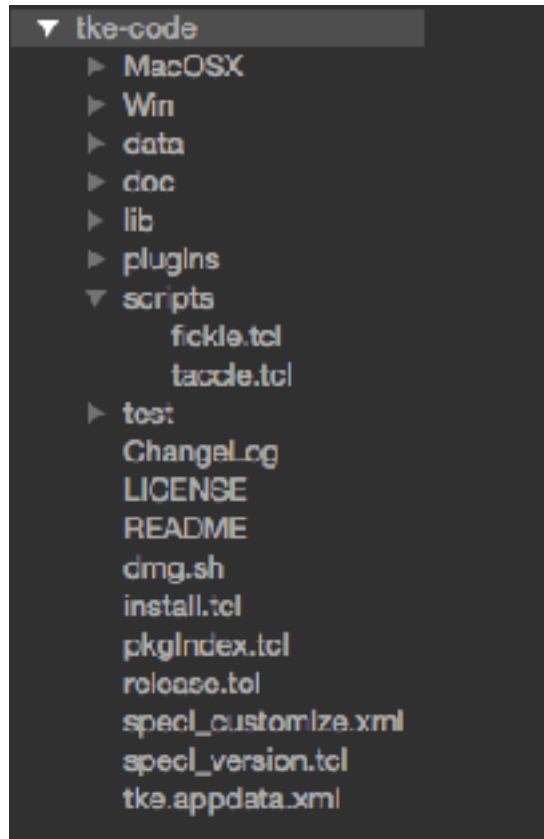 tke-code
MacOSX
Win
data
doc
lib
plugins
scripts
fickle.tcl
taccle.tcl
test
ChangeLog
LICENSE
README
dmg.sh
install.tcl
pkgIndex.tcl
release.tcl
specl_customize.xml
specl_version.tcl
tke.appdata.xml